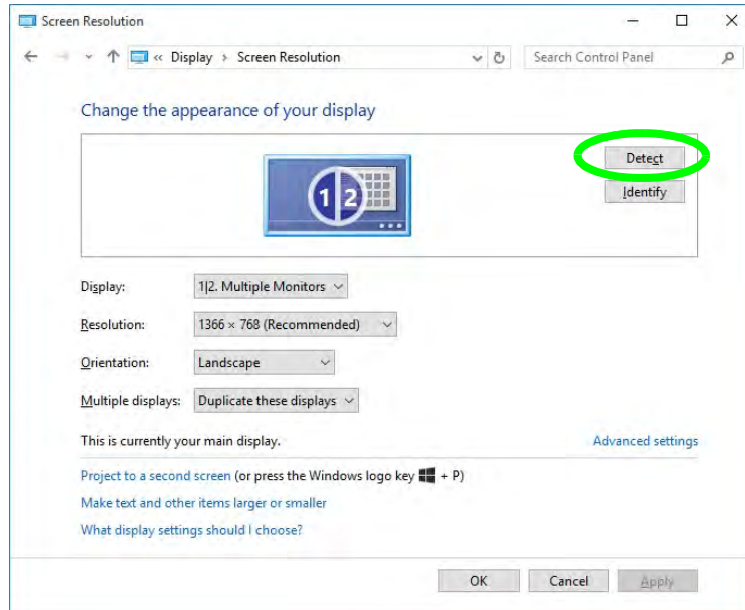 Screen Resolution
« Display › Screen Resolution
Search Control Panel
Change the appearance of your display
1|2
Detect
Identify
Display: 1|2. Multiple Monitors
Resolution: 1366 × 768 (Recommended)
Orientation: Landscape
Multiple displays: Duplicate these displays
This is currently your main display.
Advanced settings
Project to a second screen (or press the Windows logo key + P)
Make text and other items larger or smaller
What display settings should I choose?
OK Cancel Apply